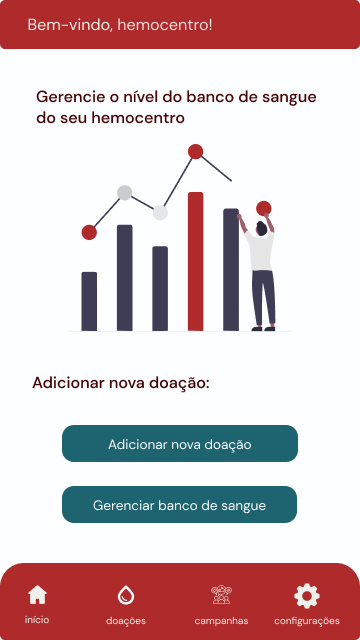 Bem-vindo, hemocentro!
Gerencie o nível do banco de sangue
do seu hemocentro
Adicionar nova doação:
Adicionar nova doação
Gerenciar banco de sangue
início
doações
campanhas
configurações